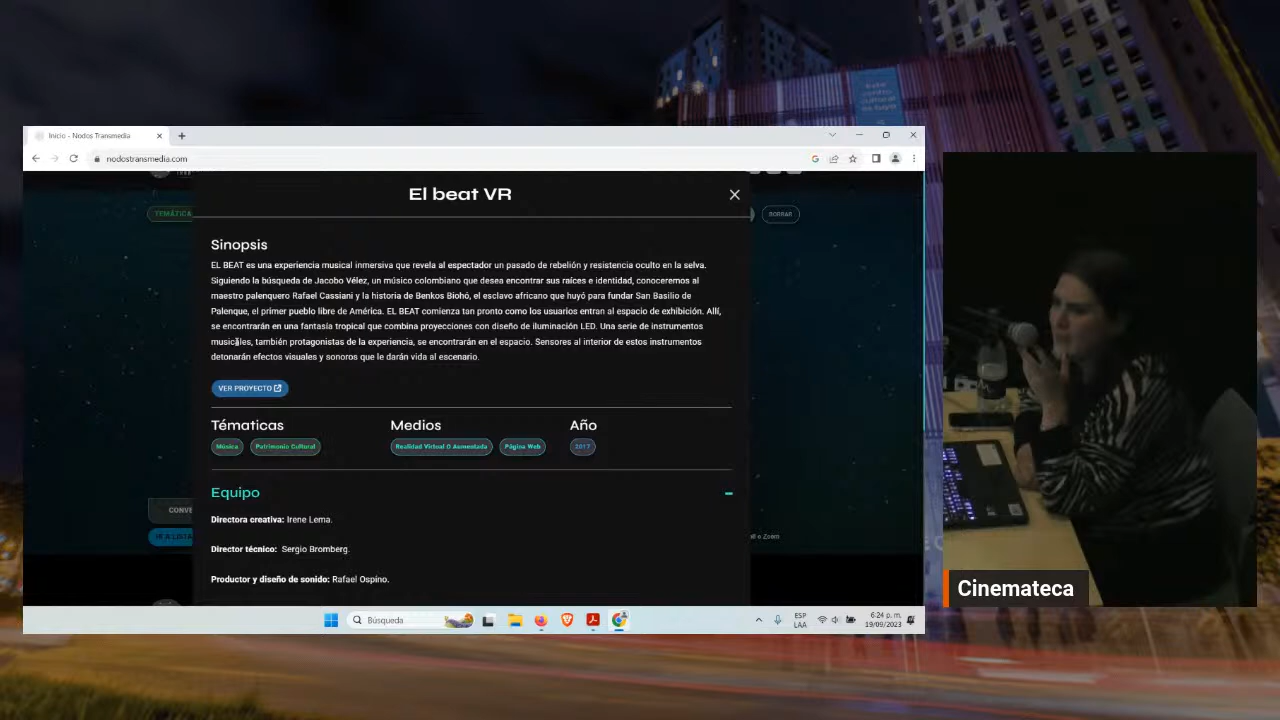 Este
centro
cultural
es tuyo
Inicio - Nodos Transmedia
nodostransmedia.com
El beat VR
TEMÁTICA
BORRAR
Sinopsis
EL BEAT es una experiencia musical inmersiva que revela al espectador un pasado de rebelión y resistencia oculto en la selva.
Siguiendo la búsqueda de Jacobo Vélez, un músico colombiano que desea encontrar sus raíces e identidad, conoceremos al
maestro palenquero Rafael Cassiani y la historia de Benkos Biohó, el esclavo africano que huyó para fundar San Basilio de
Palenque, el primer pueblo libre de América. EL BEAT comienza tan pronto como los usuarios entran al espacio de exhibición. Allí,
se encontrarán en una fantasía tropical que combina proyecciones con diseño de iluminación LED. Una serie de instrumentos
musicales, también protagonistas de la experiencia, se encontrarán en el espacio. Sensores al interior de estos instrumentos
detonarán efectos visuales y sonoros que le darán vida al escenario.
VER PROYECTO
Tématicas Medios Año
Música Patrimonio Cultural Realidad Virtual O Aumentada Página Web 2017
Equipo
CONVE
Directora creativa: Irene Lema.
Director técnico: Sergio Bromberg.
Productor y diseño de sonido: Rafael Ospino.
Cinemateca
Búsqueda
ESP
LAA
6:24 p. m.
19/09/2023